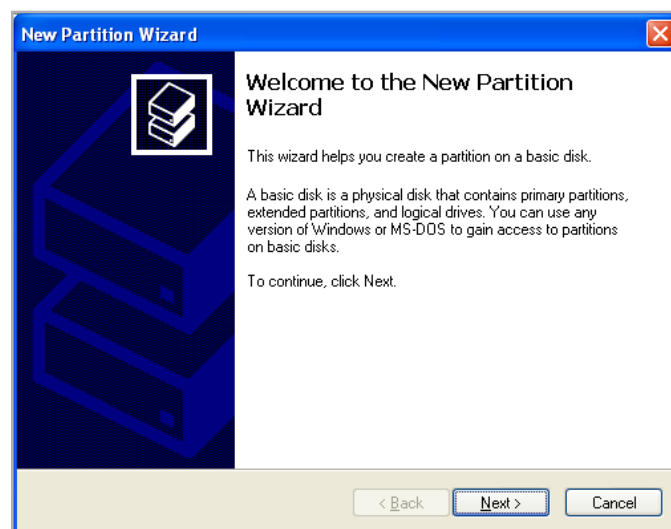 New Partition Wizard
Welcome to the New Partition
Wizard
This wizard helps you create a partition on a basic disk.
A basic disk is a physical disk that contains primary partitions,
extended partitions, and logical drives. You can use any
version of Windows or MS-DOS to gain access to partitions
on basic disks.
To continue, click Next.
< Back
Next >
Cancel